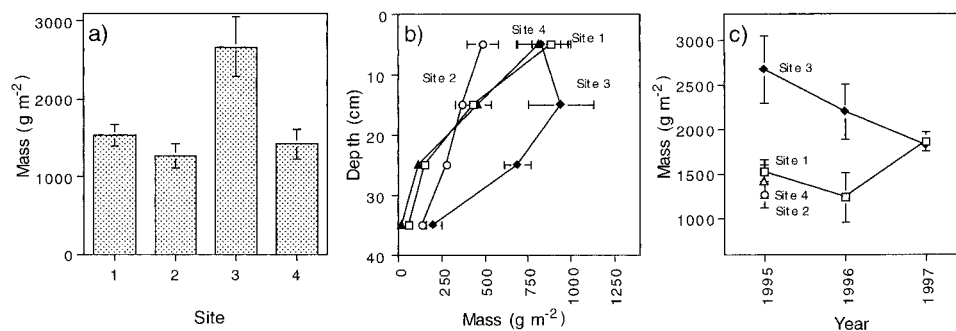 a)
3000
2000
1000
0
Mass (g m-2)
1 2 3 4
Site
b)
0
10
20
30
40
Depth (cm)
Site 4
Site 1
Site 2
Site 3
0 250 500 750 1000 1250
Mass (g m-2)
c)
3000
2000
1000
Mass (g m-2)
Site 3
Site 1
Site 4
Site 2
1995 1996 1997
Year